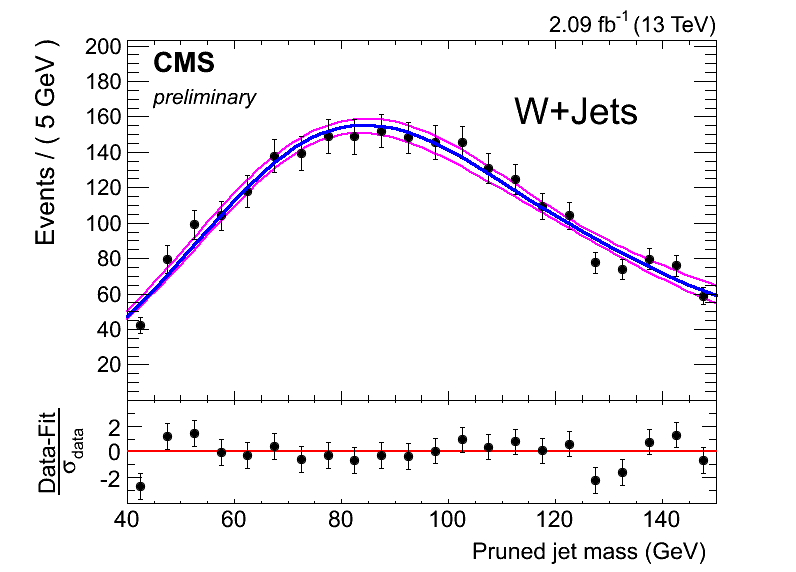 2.09 fb-1 (13 TeV)
CMS
preliminary
W+Jets
Events / ( 5 GeV )
200
180
160
140
120
100
80
60
40
20
Data-Fit
σdata
2
0
-2
40 60 80 100 120 140
Pruned jet mass (GeV)